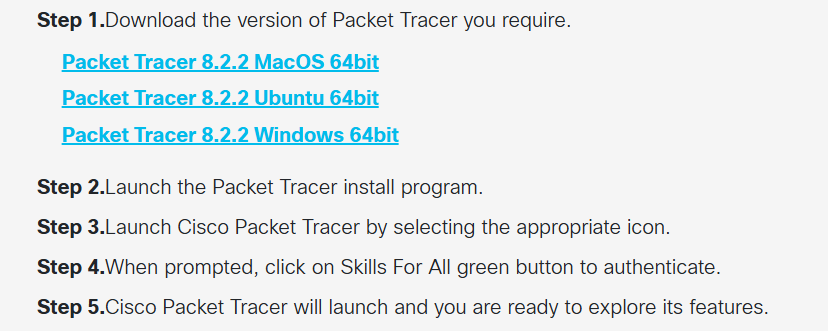 Step 1.Download the version of Packet Tracer you require.
Packet Tracer 8.2.2 MacOS 64bit
Packet Tracer 8.2.2 Ubuntu 64bit
Packet Tracer 8.2.2 Windows 64bit
Step 2.Launch the Packet Tracer install program.
Step 3.Launch Cisco Packet Tracer by selecting the appropriate icon.
Step 4.When prompted, click on Skills For All green button to authenticate.
Step 5.Cisco Packet Tracer will launch and you are ready to explore its features.